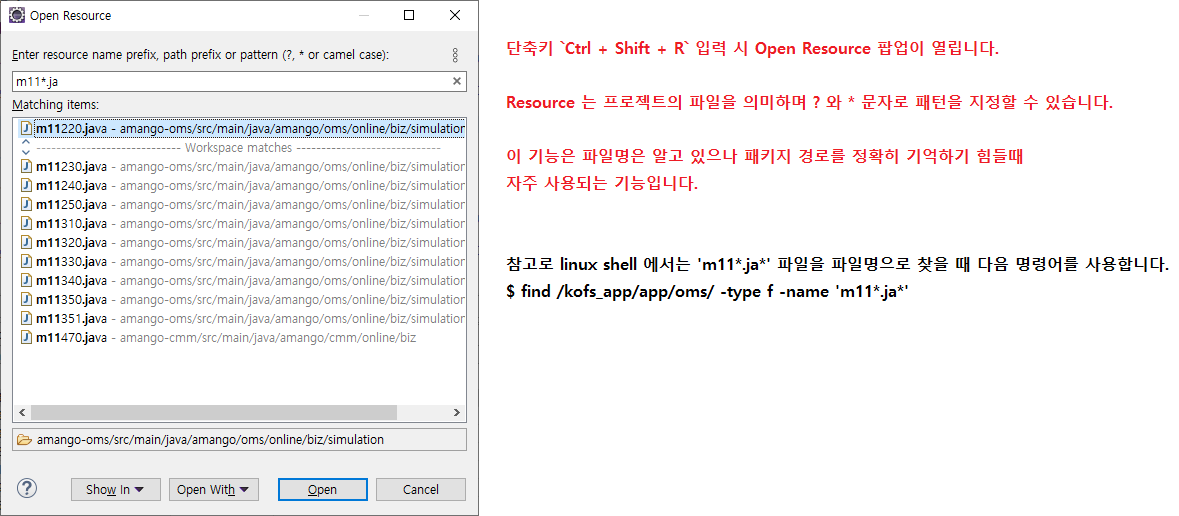 Open Resource
Enter resource name prefix, path prefix or pattern (?, * or camel case):
m11*.ja
Matching items:
m11220.java - amango-oms/src/main/java/amango/oms/online/biz/simulation
Workspace matches
m11230.java - amango-oms/src/main/java/amango/oms/online/biz/simulation
m11240.java - amango-oms/src/main/java/amango/oms/online/biz/simulation
m11250.java - amango-oms/src/main/java/amango/oms/online/biz/simulation
m11310.java - amango-oms/src/main/java/amango/oms/online/biz/simulation
m11320.java - amango-oms/src/main/java/amango/oms/online/biz/simulation
m11330.java - amango-oms/src/main/java/amango/oms/online/biz/simulation
m11340.java - amango-oms/src/main/java/amango/oms/online/biz/simulation
m11350.java - amango-oms/src/main/java/amango/oms/online/biz/simulation
m11351.java - amango-oms/src/main/java/amango/oms/online/biz/simulation
m11470.java - amango-cmm/src/main/java/amango/cmm/online/biz
amango-oms/src/main/java/amango/oms/online/biz/simulation
Show In
Open With
Open
Cancel
단축키 `Ctrl + Shift + R` 입력 시 Open Resource 팝업이 열립니다.
Resource 는 프로젝트의 파일을 의미하며 ? 와 * 문자로 패턴을 지정할 수 있습니다.
이 기능은 파일명은 알고 있으나 패키지 경로를 정확히 기억하기 힘들때
자주 사용되는 기능입니다.
참고로 linux shell 에서는 'm11*.ja*' 파일을 파일명으로 찾을 때 다음 명령어를 사용합니다.
$ find /kofs_app/app/oms/ -type f -name 'm11*.ja*'